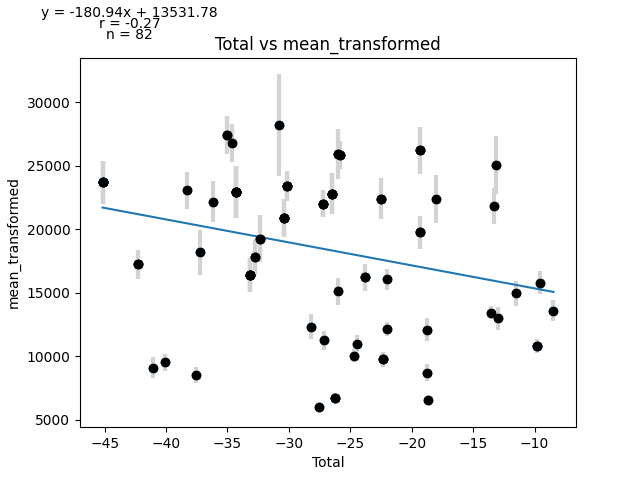 y = -180.94x + 13531.78
r = -0.27
n = 82
Total vs mean_transformed
mean_transformed
30000
25000
20000
15000
10000
5000
−45 −40 −35 −30 −25 −20 −15 −10
Total